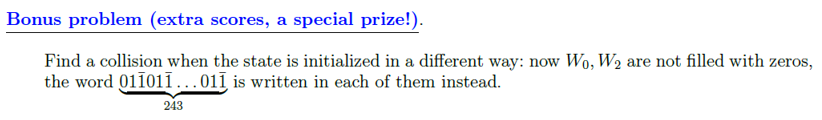 Bonus problem (extra scores, a special prize!).
Find a collision when the state is initialized in a different way: now W₀, W₂ are not filled with zeros,
the word 011̄011̄ . . . 011̄ is written in each of them instead.
243